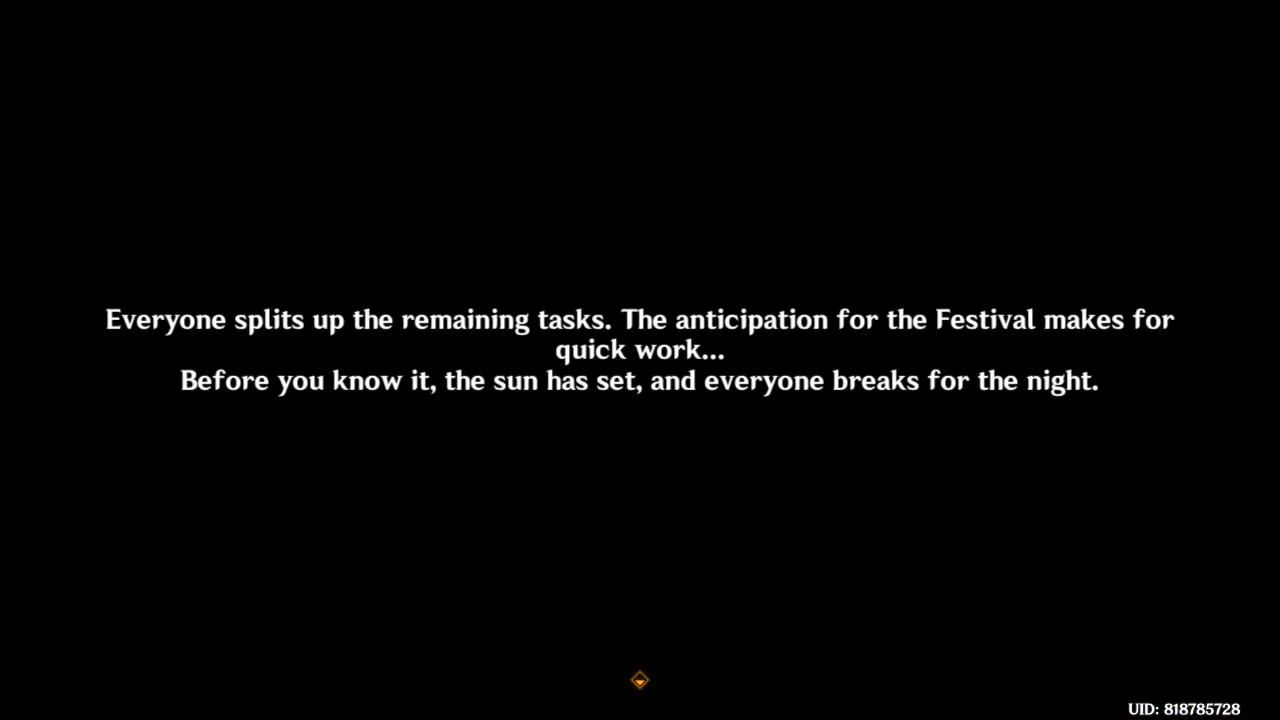 Everyone splits up the remaining tasks. The anticipation for the Festival makes for
quick work...
Before you know it, the sun has set, and everyone breaks for the night.
UID: 818785728